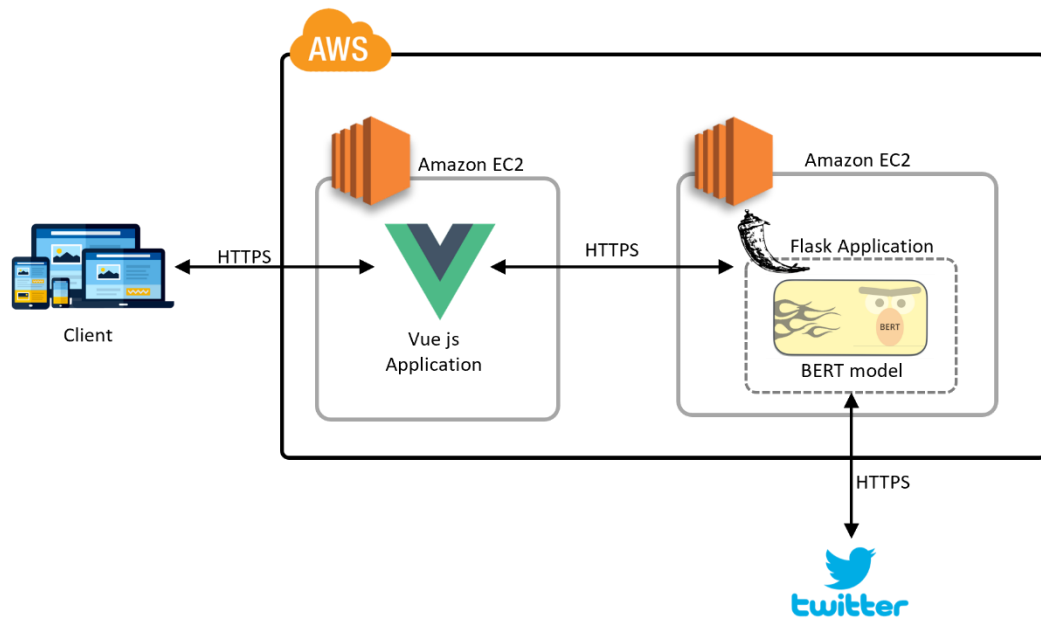 AWS
Amazon EC2
Amazon EC2
Flask Application
HTTPS
HTTPS
BERT
Client
Vue js
Application
BERT model
HTTPS
twitter